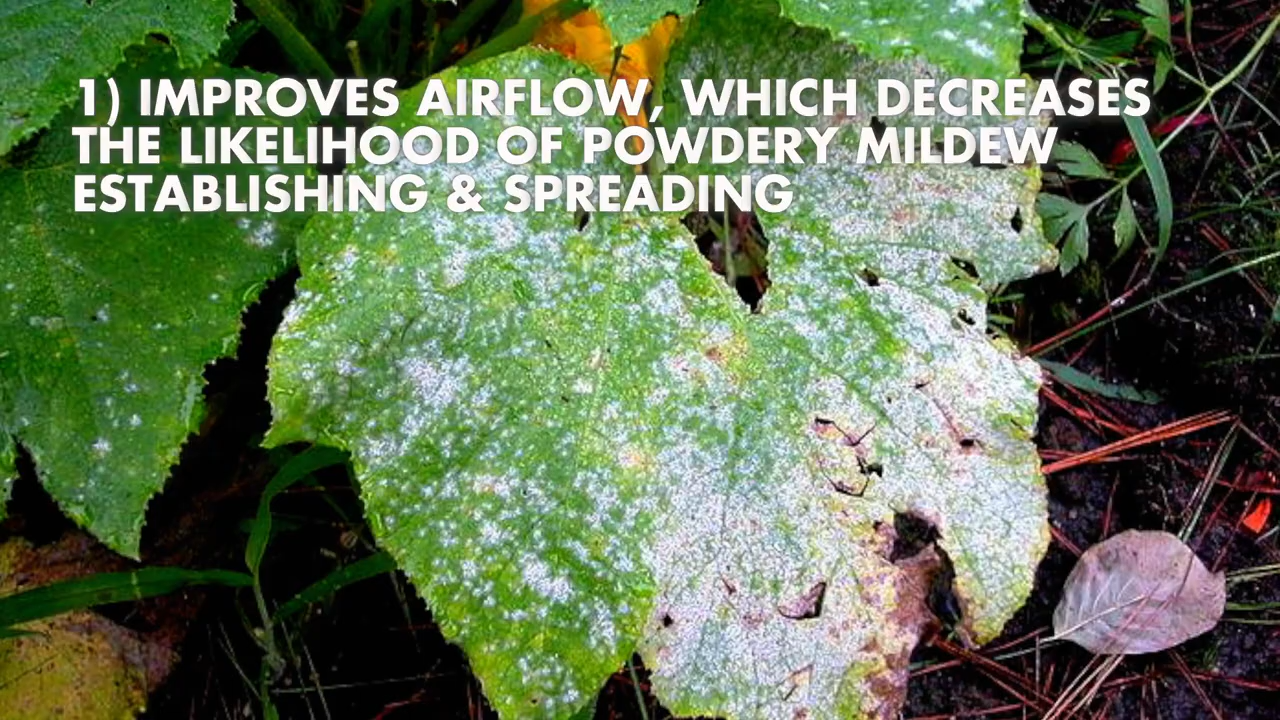 1) IMPROVES AIRFLOW, WHICH DECREASES
THE LIKELIHOOD OF POWDERY MILDEW
ESTABLISHING & SPREADING